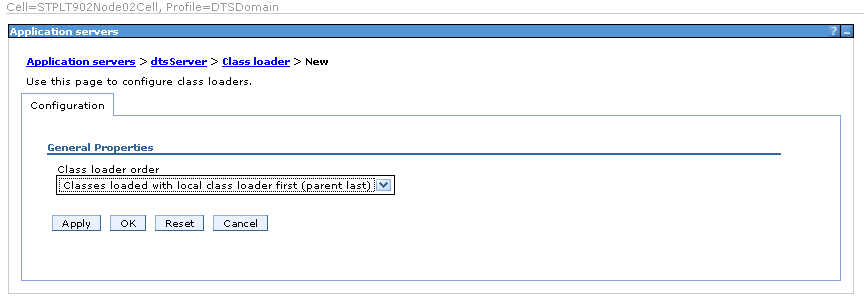 Cell=STPLT902Node02Cell, Profile=DTSDomain
Application servers ? –
Application servers > dtsServer > Class loader > New
Use this page to configure class loaders.
Configuration
General Properties
Class loader order
Classes loaded with local class loader first (parent last)
Apply OK Reset Cancel